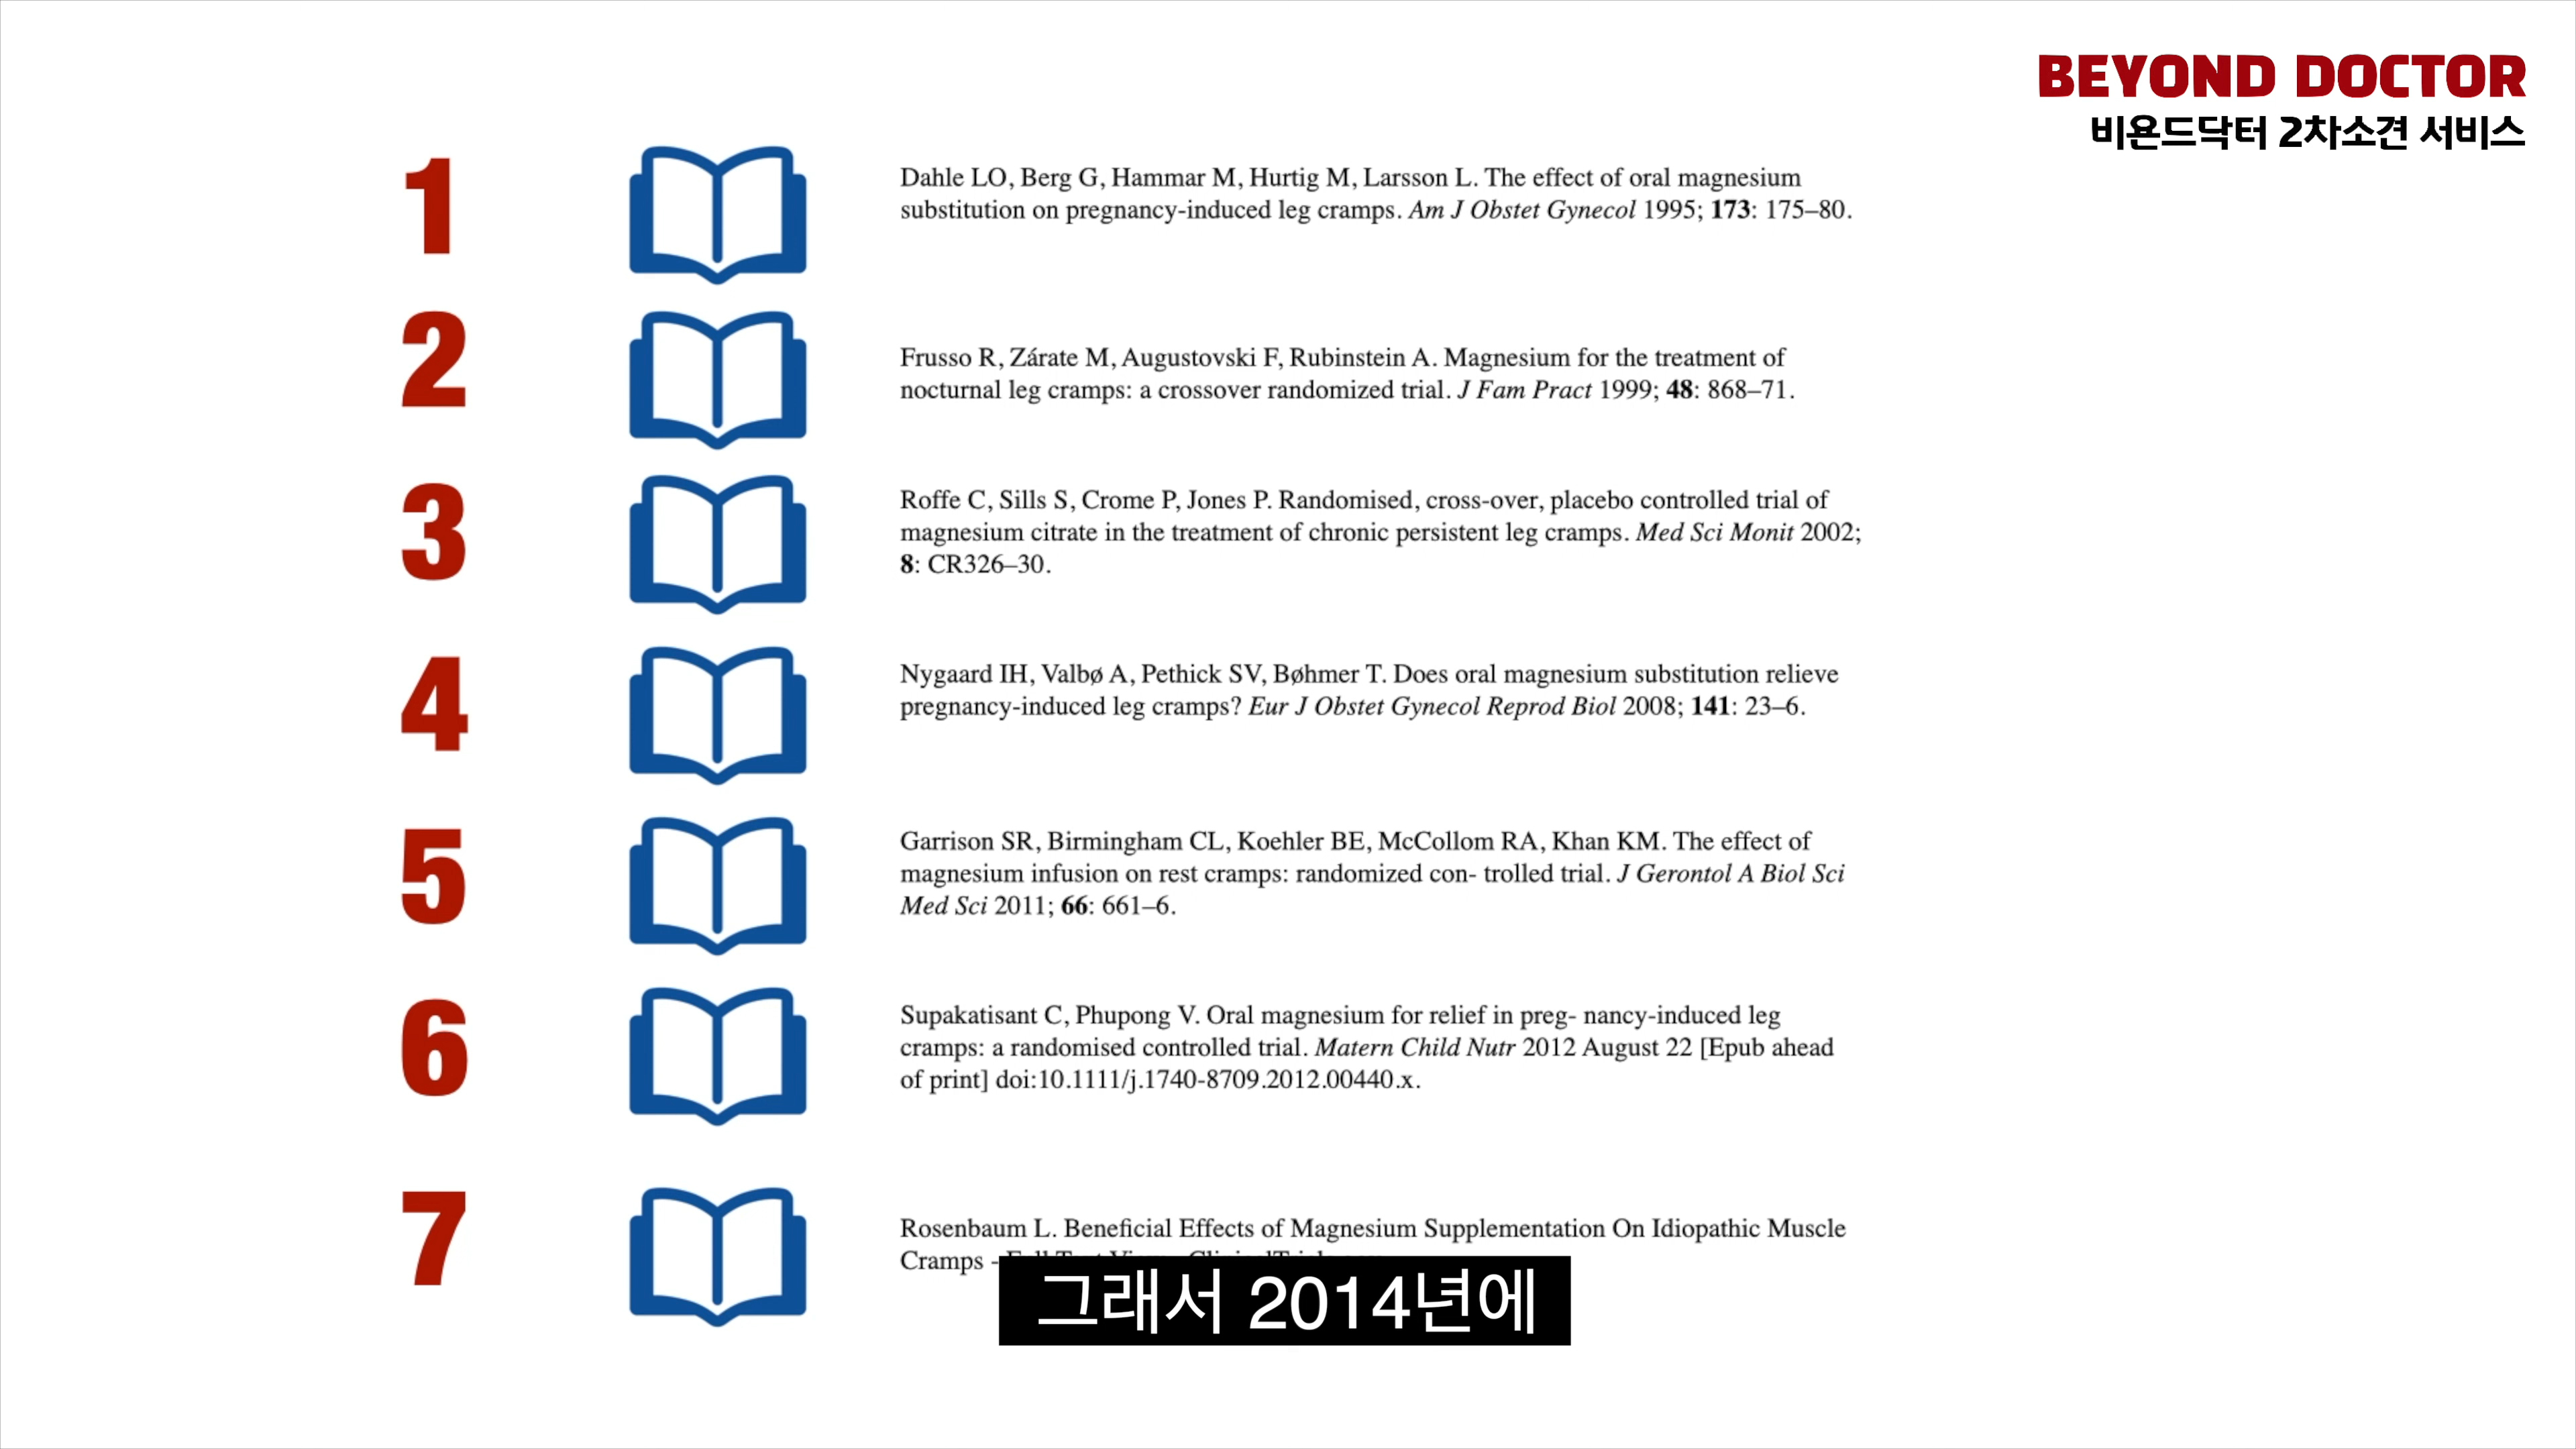 BEYOND DOCTOR
비욘드닥터 2차소견 서비스
1
Dahle LO, Berg G, Hammar M, Hurtig M, Larsson L. The effect of oral magnesium
substitution on pregnancy-induced leg cramps. Am J Obstet Gynecol 1995; 173: 175–80.
2
Frusso R, Zárate M, Augustovski F, Rubinstein A. Magnesium for the treatment of
nocturnal leg cramps: a crossover randomized trial. J Fam Pract 1999; 48: 868–71.
3
Roffe C, Sills S, Crome P, Jones P. Randomised, cross-over, placebo controlled trial of
magnesium citrate in the treatment of chronic persistent leg cramps. Med Sci Monit 2002;
8: CR326–30.
4
Nygaard IH, Valbø A, Pethick SV, Bøhmer T. Does oral magnesium substitution relieve
pregnancy-induced leg cramps? Eur J Obstet Gynecol Reprod Biol 2008; 141: 23–6.
5
Garrison SR, Birmingham CL, Koehler BE, McCollom RA, Khan KM. The effect of
magnesium infusion on rest cramps: randomized con- trolled trial. J Gerontol A Biol Sci
Med Sci 2011; 66: 661–6.
6
Supakatisant C, Phupong V. Oral magnesium for relief in preg- nancy-induced leg
cramps: a randomised controlled trial. Matern Child Nutr 2012 August 22 [Epub ahead
of print] doi:10.1111/j.1740-8709.2012.00440.x.
7
Rosenbaum L. Beneficial Effects of Magnesium Supplementation On Idiopathic Muscle
Cramps -
그래서 2014년에